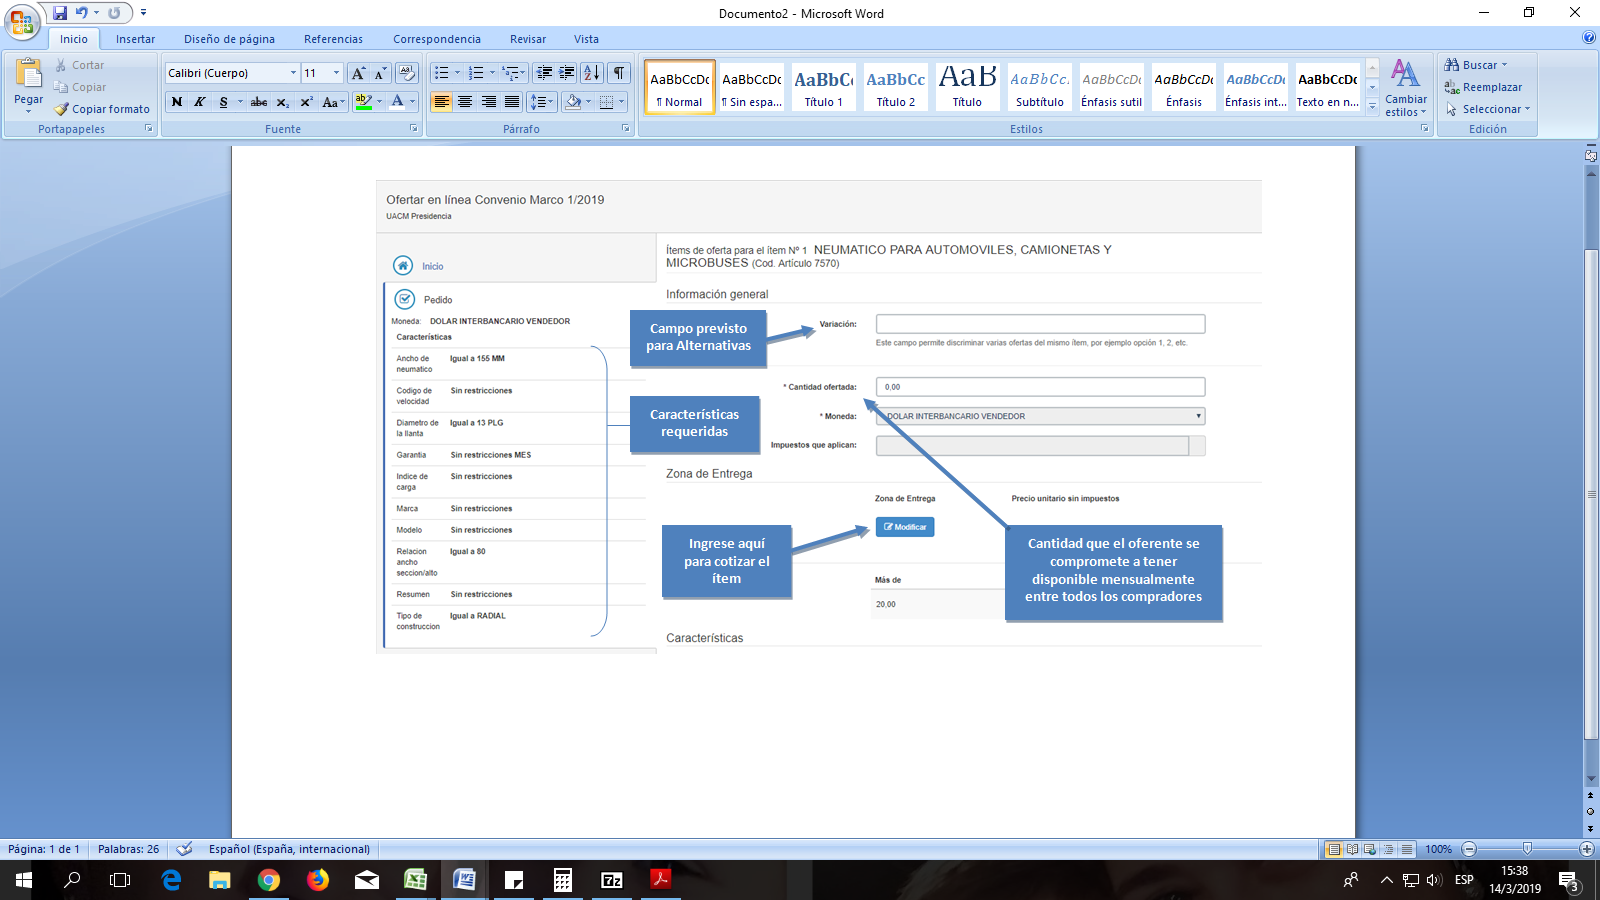 Documento2 - Microsoft Word
Inicio
Insertar
Diseño de página
Referencias
Correspondencia
Revisar
Vista
Pegar
Cortar
Copiar
Copiar formato
Portapapeles
Calibri (Cuerpo)
11
N K S abc x₂ x² Aa
Fuente
Párrafo
AaBbCcDc
¶ Normal
AaBbCcDc
¶ Sin espa...
AaBbCc
Título 1
AaBbCc
Título 2
AaB
Título
AaBbCc.
Subtítulo
AaBbCcDc
Énfasis sutil
AaBbCcDc
Énfasis
AaBbCcDc
Énfasis int...
AaBbCcDc
Texto en n...
Cambiar
estilos
Estilos
Buscar
Reemplazar
Seleccionar
Edición
Ofertar en línea Convenio Marco 1/2019
UACM Presidencia
Inicio
Pedido
Moneda: DOLAR INTERBANCARIO VENDEDOR
Características
Ancho de
neumatico
Igual a 155 MM
Codigo de
velocidad
Sin restricciones
Diametro de
la llanta
Igual a 13 PLG
Garantia
Sin restricciones MES
Indice de
carga
Sin restricciones
Marca
Sin restricciones
Modelo
Sin restricciones
Relacion
ancho
seccion/alto
Igual a 80
Resumen
Sin restricciones
Tipo de
construccion
Igual a RADIAL
Ítems de oferta para el ítem Nº 1 NEUMATICO PARA AUTOMOVILES, CAMIONETAS Y
MICROBUSES (Cod. Artículo 7570)
Información general
Campo previsto
para Alternativas
Variación:
Este campo permite discriminar varias ofertas del mismo ítem, por ejemplo opción 1, 2, etc.
Características
requeridas
* Cantidad ofertada:
0,00
* Moneda:
DOLAR INTERBANCARIO VENDEDOR
Impuestos que aplican:
Zona de Entrega
Zona de Entrega
Precio unitario sin impuestos
Modificar
Ingrese aquí
para cotizar el
ítem
Cantidad que el oferente se
compromete a tener
disponible mensualmente
entre todos los compradores
Más de
20,00
Características
Página: 1 de 1
Palabras: 26
Español (España, internacional)
100%
ESP
15:38
14/3/2019
3